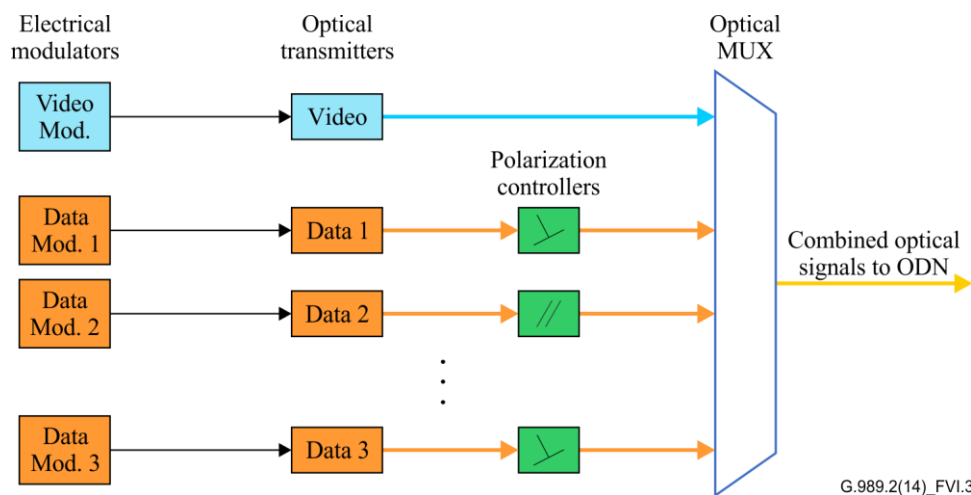 Electrical
modulators
Optical
transmitters
Optical
MUX
Video
Mod.
Video
Polarization
controllers
Data
Mod. 1
Data 1
Combined optical
signals to ODN
Data
Mod. 2
Data 2
Data
Mod. 3
Data 3
G.989.2(14)_FVI.3